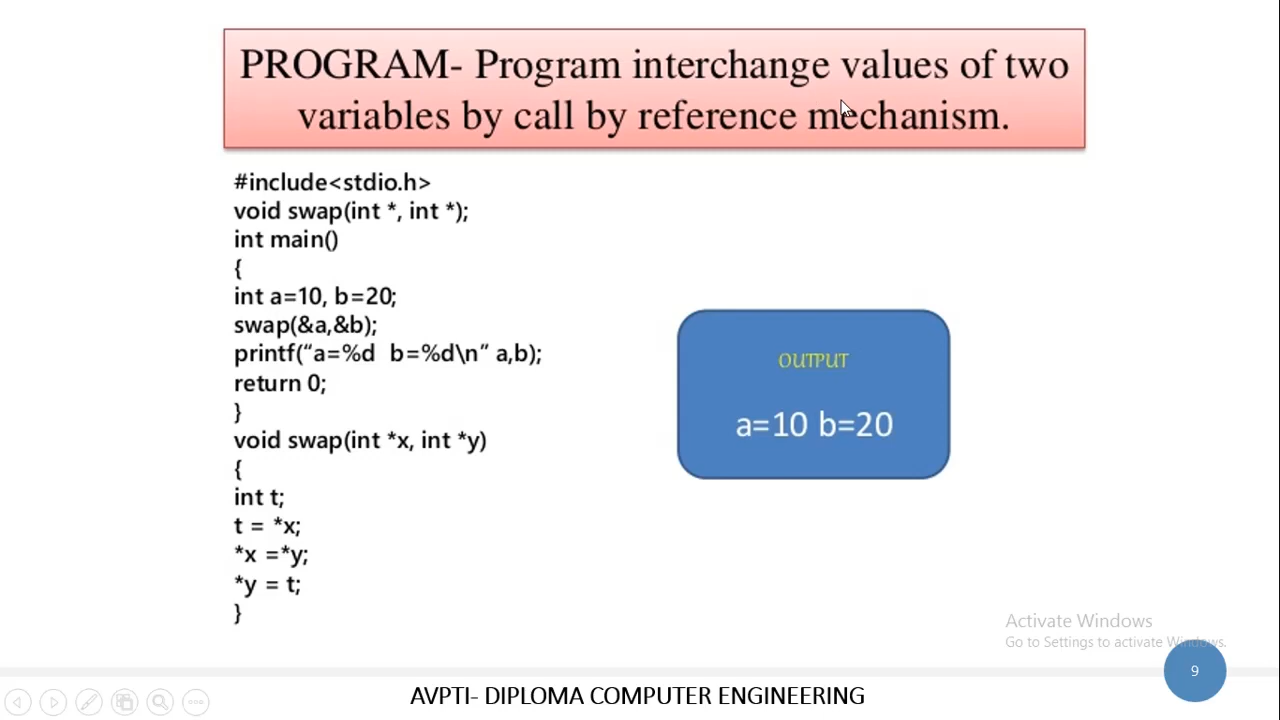 PROGRAM- Program interchange values of two
variables by call by reference mechanism.
#include<stdio.h>
void swap(int *, int *);
int main()
{
int a=10, b=20;
swap(&a,&b);
printf(“a=%d  b=%d\n” a,b);
return 0;
}
void swap(int *x, int *y)
{
int t;
t = *x;
*x =*y;
*y = t;
}
OUTPUT
a=10 b=20
Activate Windows
Go to Settings to activate Windows.
9
AVPTI- DIPLOMA COMPUTER ENGINEERING